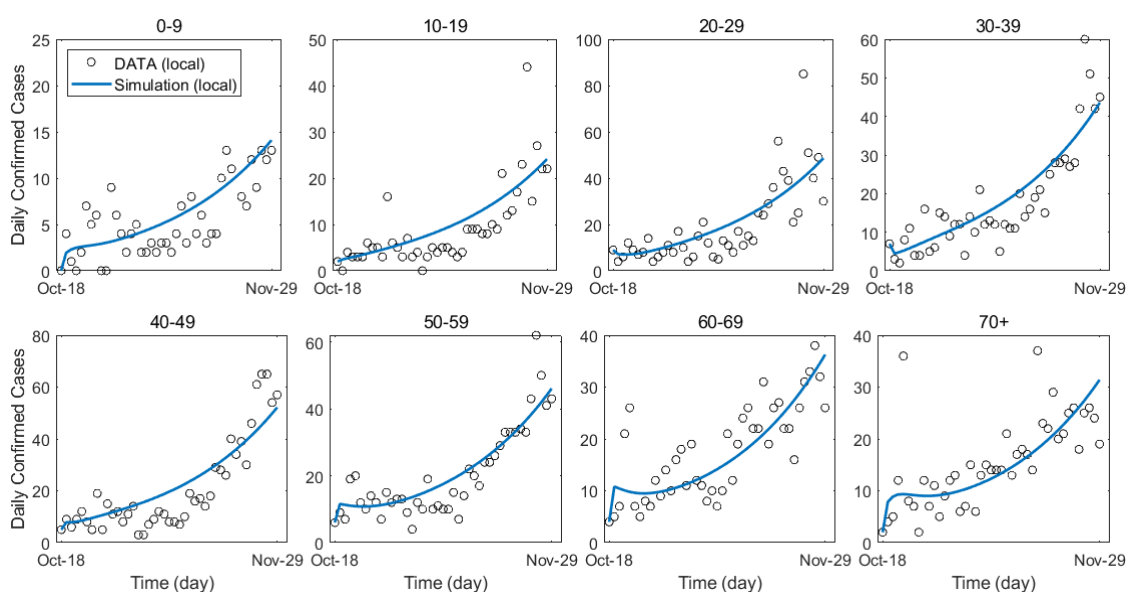 0-9
25
20
15
10
5
0
Daily Confirmed Cases
DATA (local)
Simulation (local)
Oct-18
Nov-29
10-19
50
40
30
20
10
0
Oct-18
Nov-29
20-29
100
80
60
40
20
0
Oct-18
Nov-29
30-39
60
50
40
30
20
10
0
Oct-18
Nov-29
40-49
80
60
40
20
0
Daily Confirmed Cases
Oct-18
Nov-29
Time (day)
50-59
60
40
20
0
Oct-18
Nov-29
Time (day)
60-69
40
30
20
10
0
Oct-18
Nov-29
Time (day)
70+
40
30
20
10
0
Oct-18
Nov-29
Time (day)